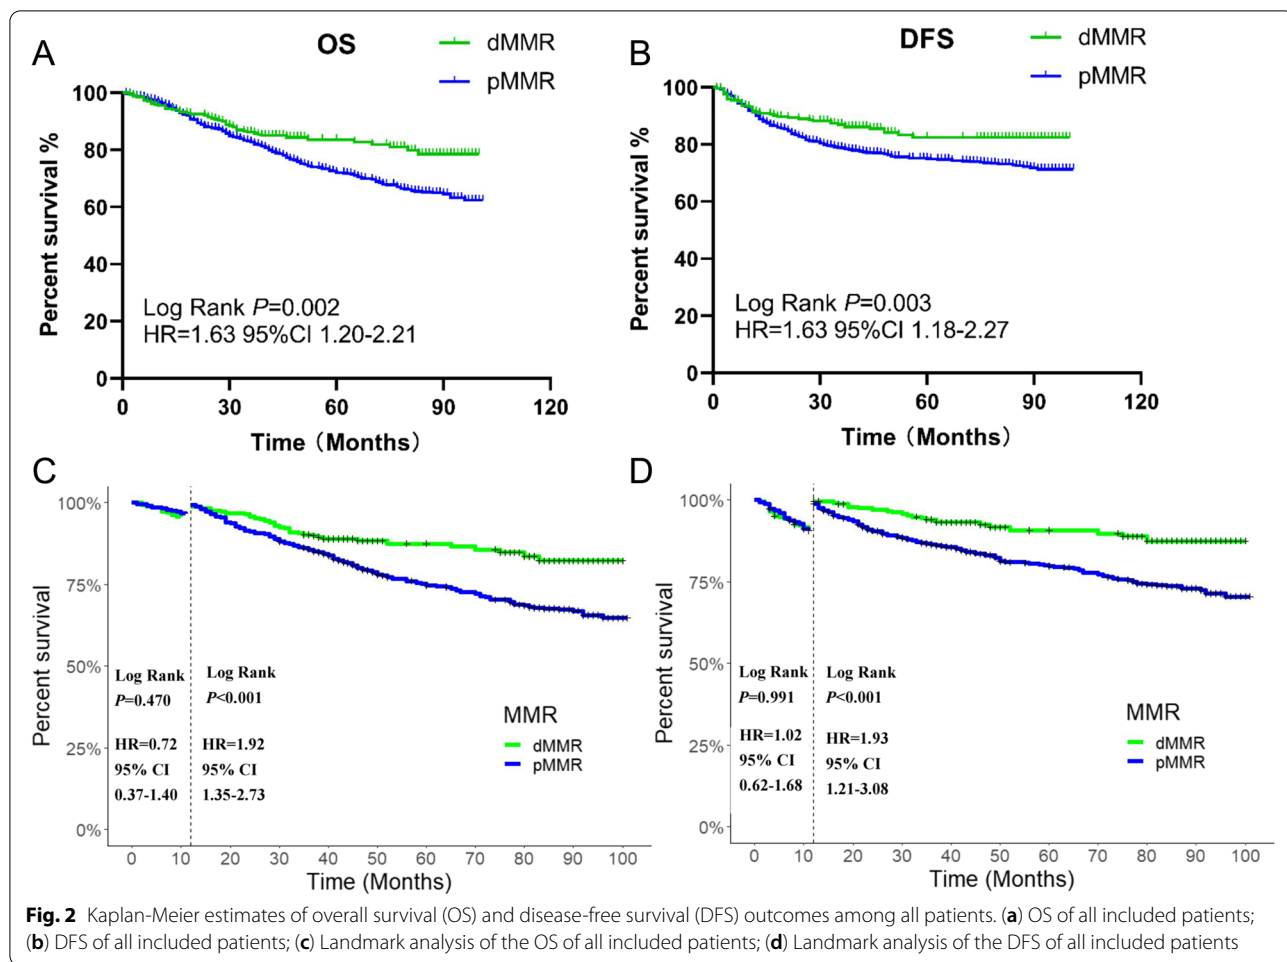 A
OS
dMMR
pMMR
Percent survival %
100
80
60
40
20
0
Log Rank P=0.002
HR=1.63 95%CI 1.20-2.21
0 30 60 90 120
Time (Months)
B
DFS
dMMR
pMMR
Percent survival %
100
80
60
40
20
0
Log Rank P=0.003
HR=1.63 95%CI 1.18-2.27
0 30 60 90 120
Time (Months)
C
Percent survival
100%
75%
50%
25%
0%
Log Rank
P=0.470
HR=0.72
95% CI
0.37-1.40
Log Rank
P<0.001
HR=1.92
95% CI
1.35-2.73
MMR
dMMR
pMMR
0 10 20 30 40 50 60 70 80 90 100
Time (Months)
D
Percent survival
100%
75%
50%
25%
0%
Log Rank
P=0.991
HR=1.02
95% CI
0.62-1.68
Log Rank
P<0.001
HR=1.93
95% CI
1.21-3.08
MMR
dMMR
pMMR
0 10 20 30 40 50 60 70 80 90 100
Time (Months)
Fig. 2 Kaplan-Meier estimates of overall survival (OS) and disease-free survival (DFS) outcomes among all patients. (a) OS of all included patients;
(b) DFS of all included patients; (c) Landmark analysis of the OS of all included patients; (d) Landmark analysis of the DFS of all included patients